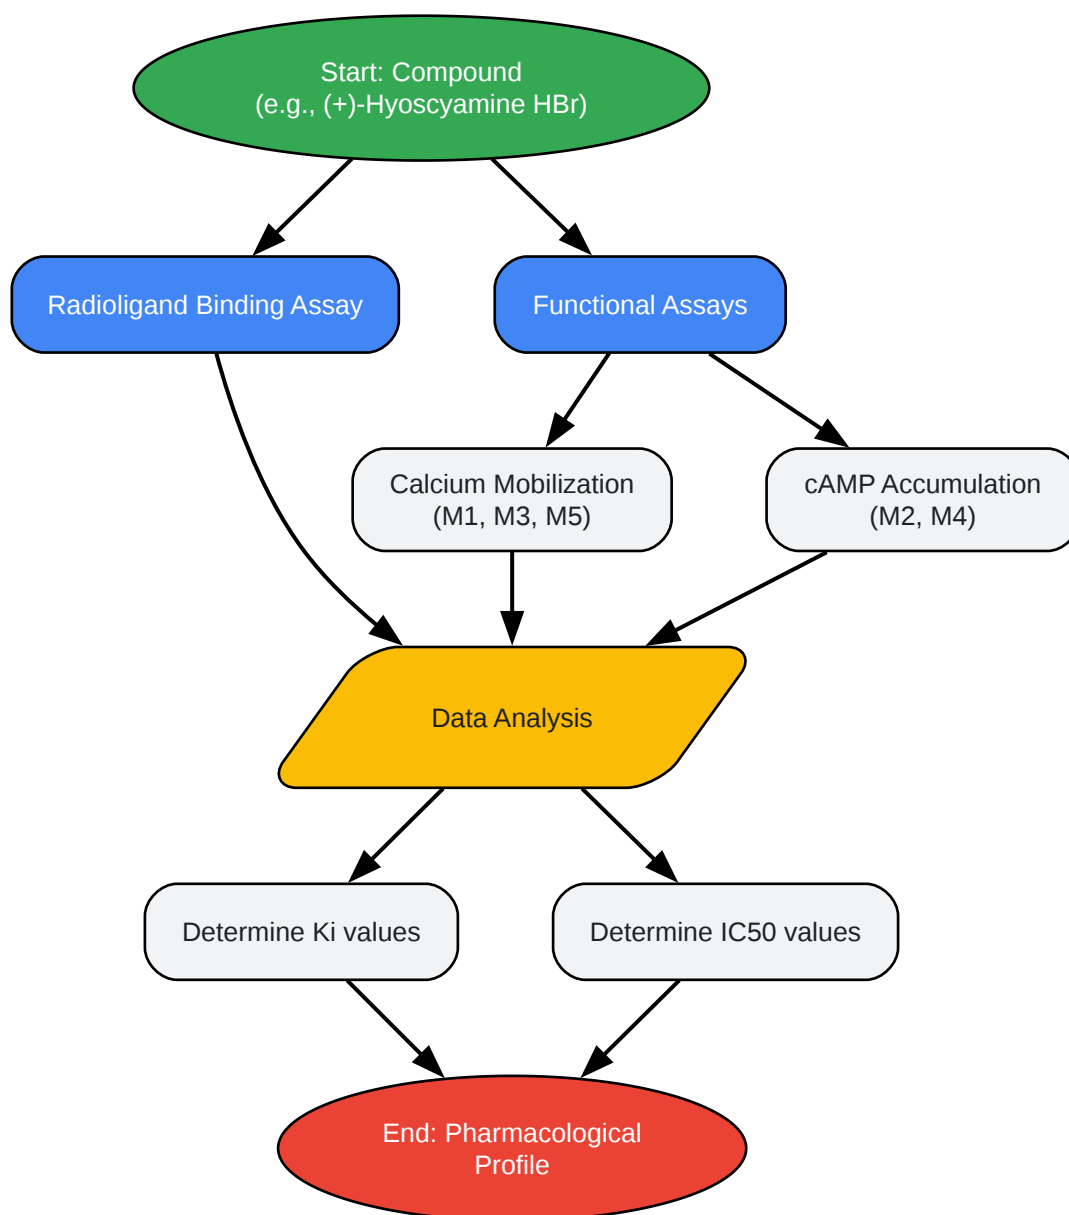 Start: Compound
(e.g., (+)-Hyoscyamine HBr)
Radioligand Binding Assay
Functional Assays
Calcium Mobilization
(M1, M3, M5)
cAMP Accumulation
(M2, M4)
Data Analysis
Determine Ki values
Determine IC50 values
End: Pharmacological
Profile